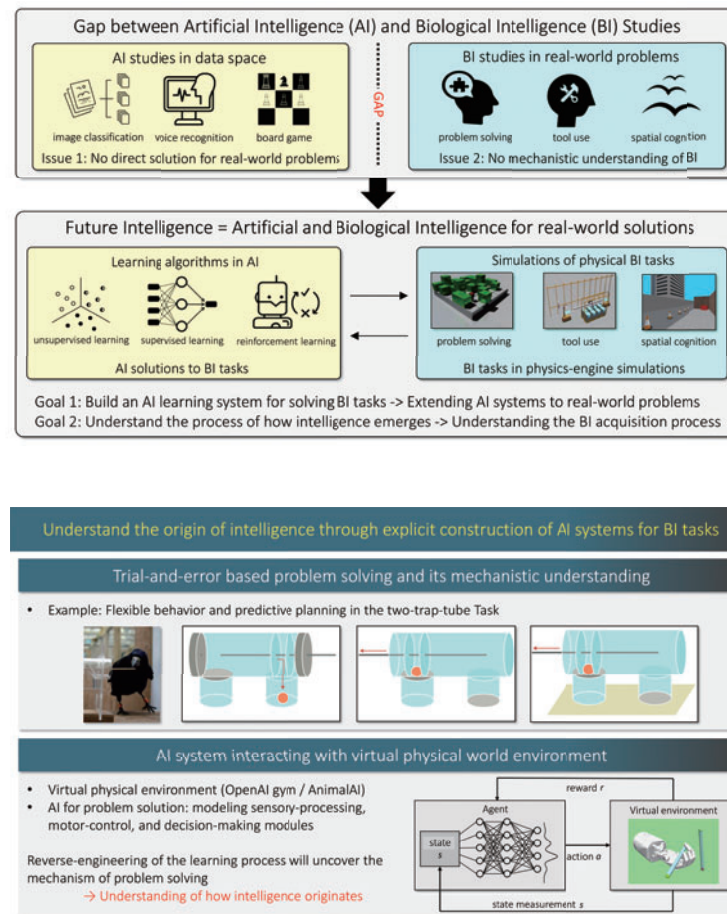 Gap between Artificial Intelligence (AI) and Biological Intelligence (BI) Studies
AI studies in data space
image classification voice recognition board game
Issue 1: No direct solution for real-world problems
GAP
BI studies in real-world problems
problem solving tool use spatial cogntion
Issue 2: No mechanistic understanding of BI
Future Intelligence = Artificial and Biological Intelligence for real-world solutions
Learning algorithms in AI
unsupervised learning supervised learning reinforcement learning
AI solutions to BI tasks
Simulations of physical BI tasks
problem solving tool use spatial cognition
BI tasks in physics-engine simulations
Goal 1: Build an AI learning system for solving BI tasks -> Extending AI systems to real-world problems
Goal 2: Understand the process of how intelligence emerges -> Understanding the BI acquisition process
Understand the origin of intelligence through explicit construction of AI systems for BI tasks
Trial-and-error based problem solving and its mechanistic understanding
• Example: Flexible behavior and predictive planning in the two-trap-tube Task
AI system interacting with virtual physical world environment
• Virtual physical environment (OpenAI gym / AnimalAI)
• AI for problem solution: modeling sensory-processing,
motor-control, and decision-making modules
Reverse-engineering of the learning process will uncover the
mechanism of problem solving
→ Understanding of how intelligence originates
reward r
Agent
state
s
action a
Virtual environment
state measurement s